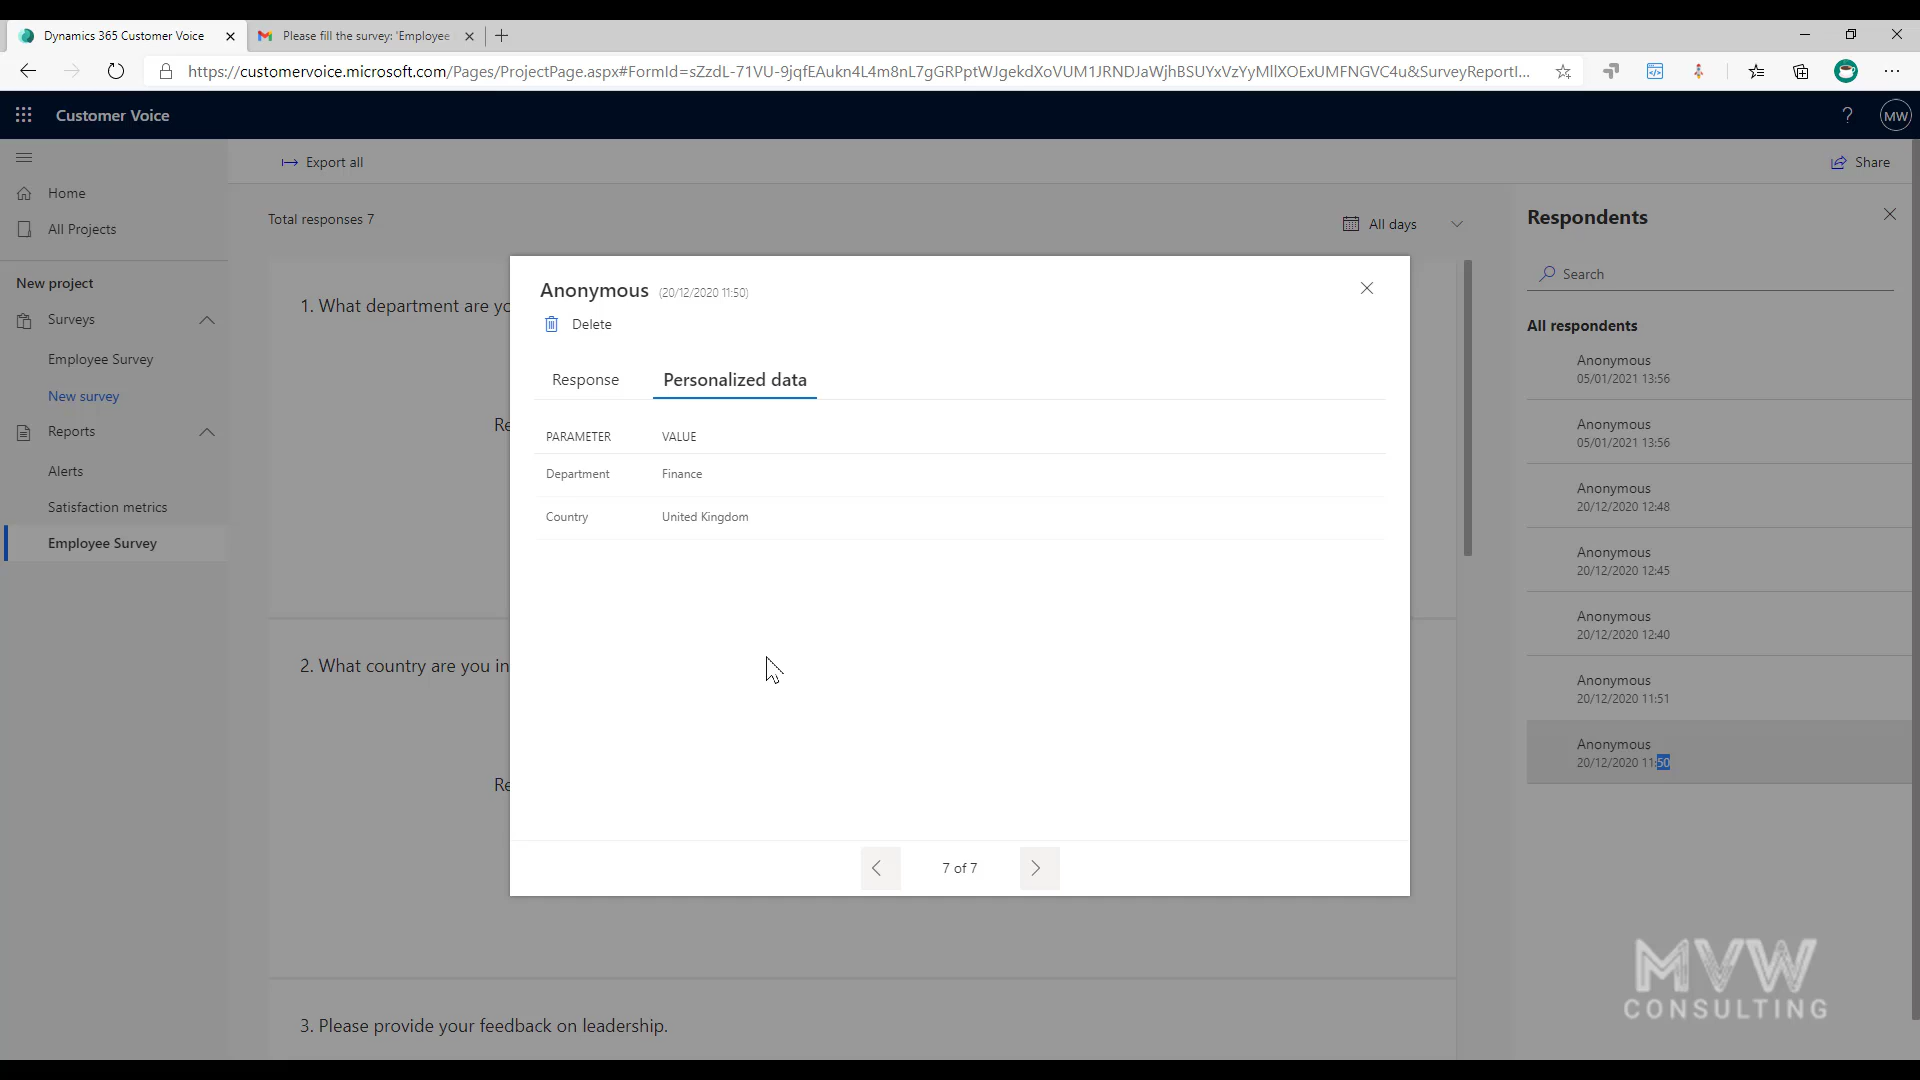 Dynamics 365 Customer Voice
Please fill the survey: 'Employee
https://customervoice.microsoft.com/Pages/ProjectPage.aspx#FormId=sZzdL-71VU-9jqfEAukn4L4m8nL7gGRPptWJgekdXoVUM1JRNDJaWjhBSUYxVzYyMllXOExUMFNGVC4u&SurveyReportI...
Customer Voice
?
MW
Export all
Share
Home
All Projects
New project
Surveys
Employee Survey
New survey
Reports
Alerts
Satisfaction metrics
Employee Survey
Total responses 7
All days
1. What department are yo
Re
2. What country are you in
Re
3. Please provide your feedback on leadership.
Anonymous (20/12/2020 11:50)
Delete
Response
Personalized data
PARAMETER VALUE
Department Finance
Country United Kingdom
7 of 7
Respondents
Search
All respondents
Anonymous
05/01/2021 13:56
Anonymous
05/01/2021 13:56
Anonymous
20/12/2020 12:48
Anonymous
20/12/2020 12:45
Anonymous
20/12/2020 12:40
Anonymous
20/12/2020 11:51
Anonymous
20/12/2020 11:50
MVW
CONSULTING